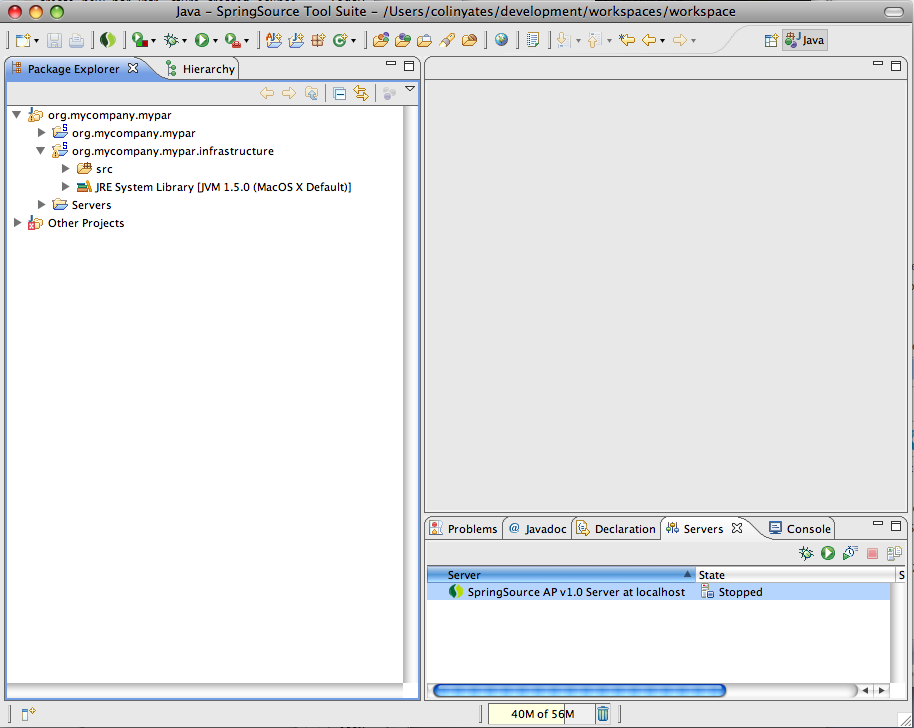 Java – SpringSource Tool Suite – /Users/colinyates/development/workspaces/workspace
Java
Package Explorer
Hierarchy
org.mycompany.mypar
org.mycompany.mypar
org.mycompany.mypar.infrastructure
src
JRE System Library [JVM 1.5.0 (MacOS X Default)]
Servers
Other Projects
Problems @ Javadoc Declaration Servers Console
Server State S
SpringSource AP v1.0 Server at localhost Stopped
40M of 56M